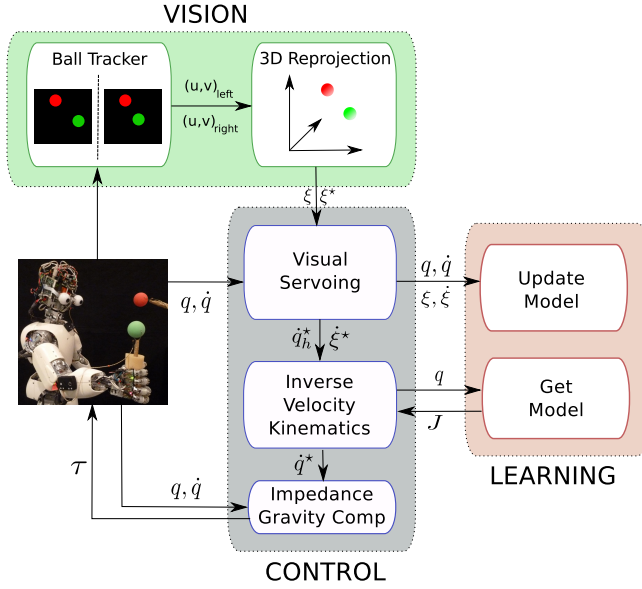 VISION
Ball Tracker
3D Reprojection
(u,v)left
(u,v)right
ξ ξ⋆
Visual
Servoing
q, q̇
q, q̇
ξ, ξ̇
Update
Model
q̇⋆h ξ̇⋆
Inverse
Velocity
Kinematics
q
J
Get
Model
q̇⋆
LEARNING
τ
q, q̇
Impedance
Gravity Comp
CONTROL